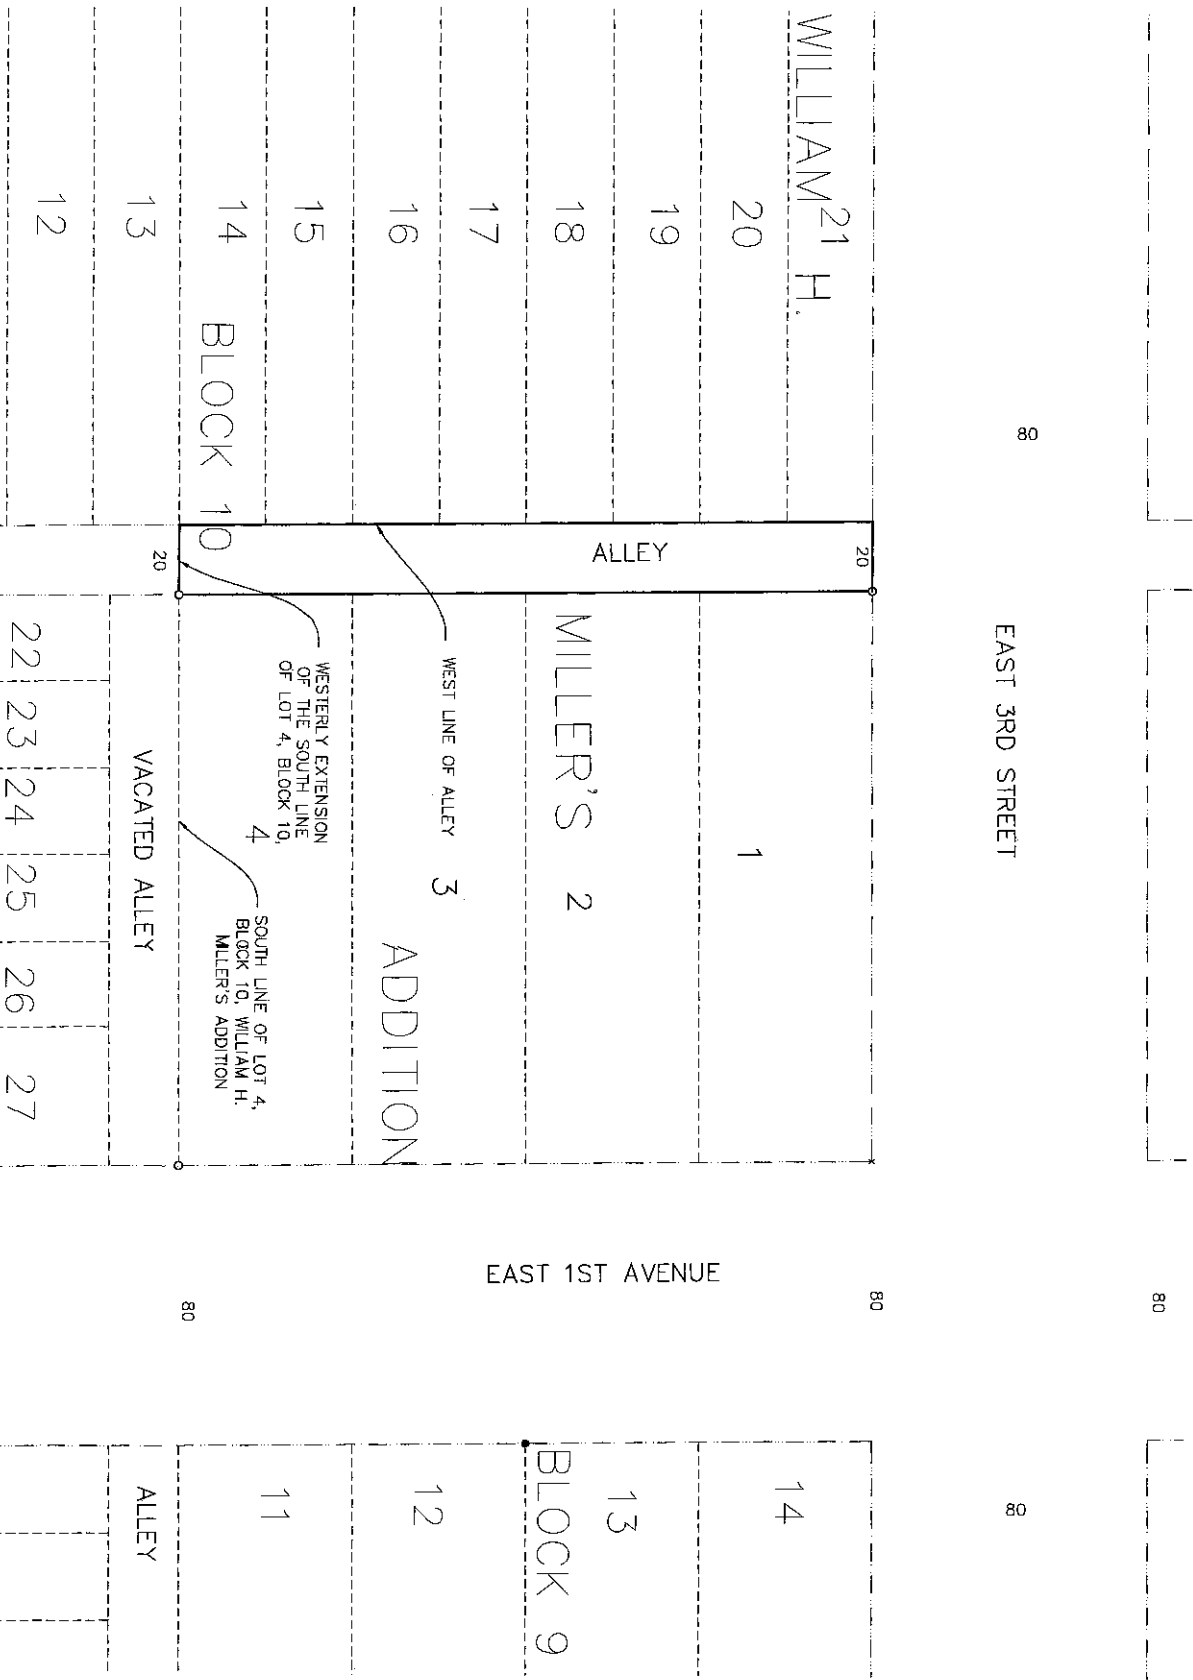 WILLIAM H.
21
20
19
18
17
16
15
14
13
12
BLOCK 10
80
EAST 3RD STREET
20
ALLEY
20
MILLER'S
ADDITION
1
2
3
4
WEST LINE OF ALLEY
WESTERLY EXTENSION
OF THE SOUTH LINE
OF LOT 4, BLOCK 10,
SOUTH LINE OF LOT 4,
BLOCK 10, WILLIAM H.
MILLER'S ADDITION
VACATED ALLEY
22
23
24
25
26
27
EAST 1ST AVENUE
80
80
80
80
BLOCK 9
14
13
12
11
ALLEY